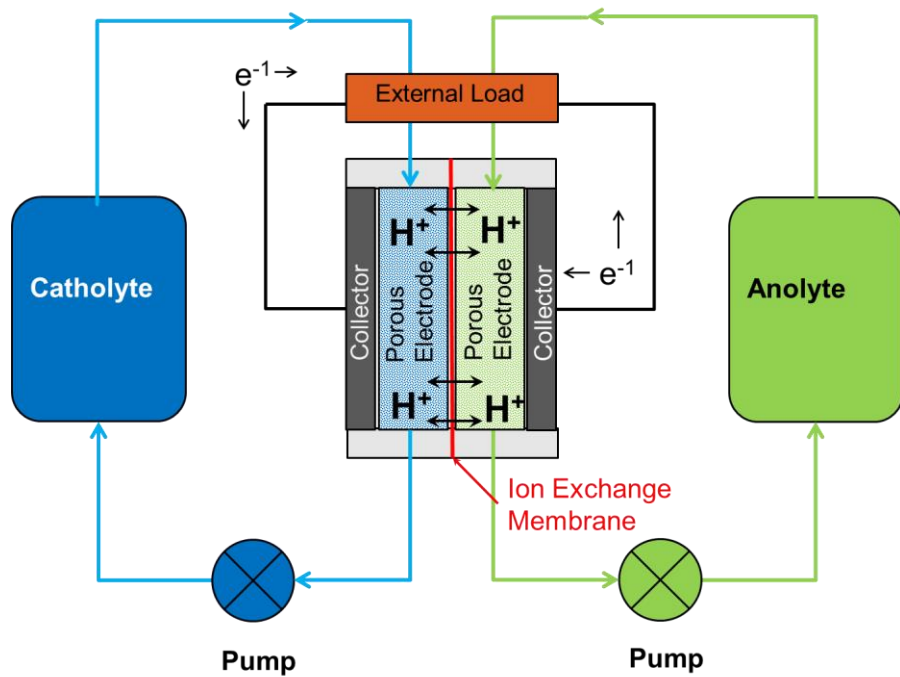 e⁻¹
External Load
Catholyte
Collector
H⁺
H⁺
Porous
Electrode
Porous
Electrode
H⁺
H⁺
Collector
e⁻¹
Anolyte
Ion Exchange
Membrane
Pump
Pump